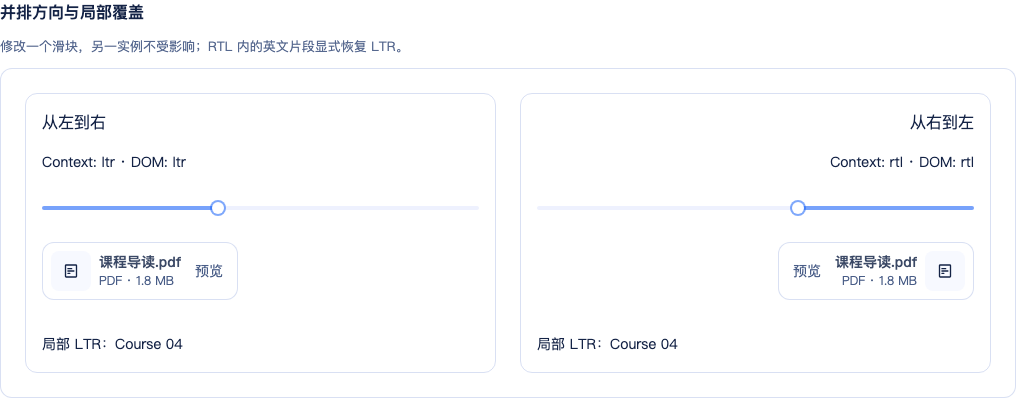 并排方向与局部覆盖
修改一个滑块，另一实例不受影响；RTL 内的英文片段显式恢复 LTR。
从左到右
Context: ltr · DOM: ltr
课程导读.pdf
PDF · 1.8 MB
预览
局部 LTR：Course 04
从右到左
Context: rtl · DOM: rtl
课程导读.pdf
PDF · 1.8 MB
预览
局部 LTR：Course 04